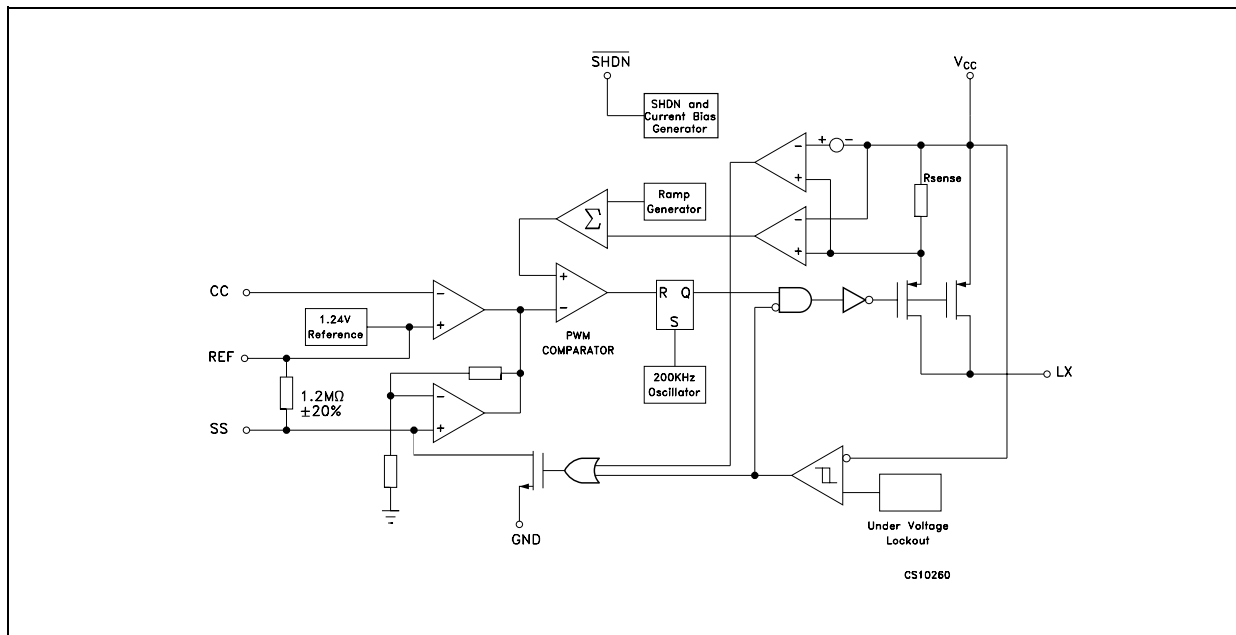 SHDN
VCC
SHDN and
Current Bias
Generator
+ -
-
+
Rsense
Ramp
Generator
Σ
-
+
CC
-
+
1.24V
Reference
+
-
PWM
COMPARATOR
R Q
S
REF
200KHz
Oscillator
LX
1.2MΩ
±20%
-
+
SS
GND
Under Voltage
Lockout
CS10260